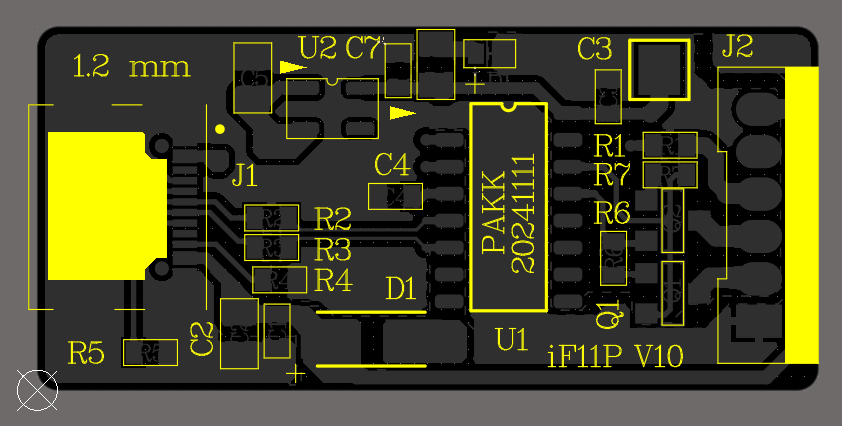 U2 C7
C3
J2
1.2 mm
C5
R1
C4
J1
R7
PAKK
20241111
R6
R2
R3
R4
D1
Q1
C2
U1
R5
iF11P V10